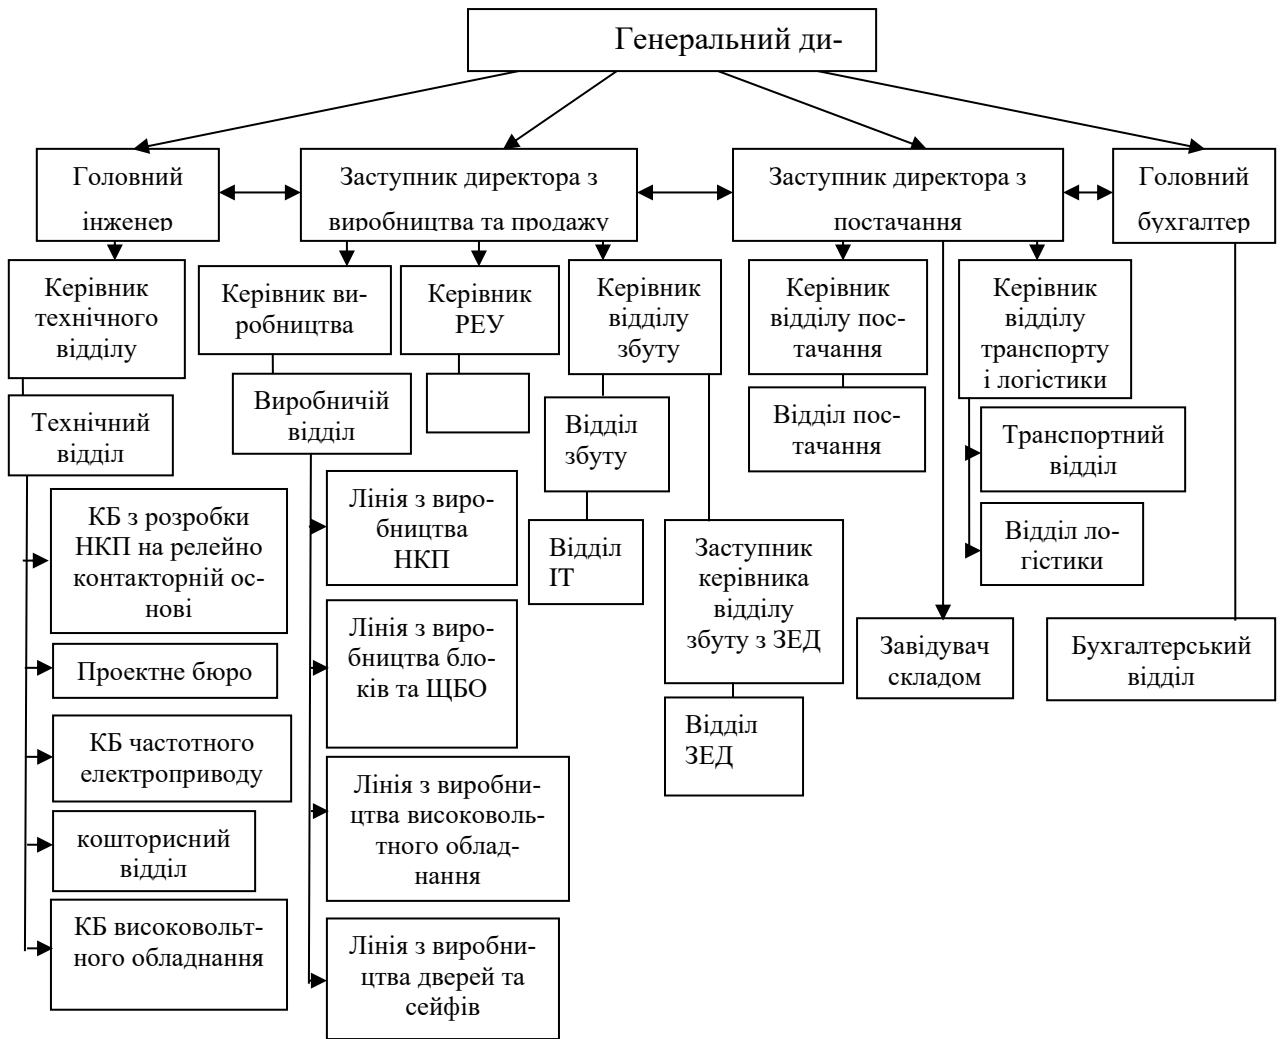 Генеральний ди-
Головний
інженер
Заступник директора з
виробництва та продажу
Заступник директора з
постачання
Головний
бухгалтер
Керівник
технічного
відділу
Керівник ви-
робництва
Керівник
РЕУ
Керівник
відділу
збуту
Керівник
відділу пос-
тачання
Керівник
відділу
транспорту
і логістики
Технічний
відділ
Виробничій
відділ
Відділ
збуту
Відділ пос-
тачання
Транспортний
відділ
Відділ ло-
гістики
КБ з розробки
НКП на релейно
контакторній ос-
нові
Лінія з виро-
бництва
НКП
Відділ
ІТ
Заступник
керівника
відділу
збуту з ЗЕД
Завідувач
складом
Бухгалтерський
відділ
Проектне бюро
Лінія з виро-
бництва бло-
ків та ЩБО
Відділ
ЗЕД
КБ частотного
електроприводу
Лінія з виробни-
цтва високоволь-
тного облад-
нання
кошторисний
відділ
КБ високовольт-
ного обладнання
Лінія з виробни-
цтва дверей та
сейфів